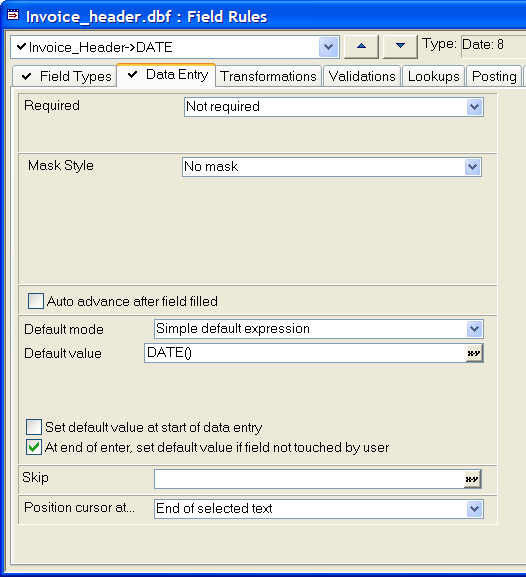 Invoice_header.dbf : Field Rules
Invoice_Header->DATE Type: Date: 8
Field Types Data Entry Transformations Validations Lookups Posting
Required Not required
Mask Style No mask
Auto advance after field filled
Default mode Simple default expression
Default value DATE() x-y
Set default value at start of data entry
At end of enter, set default value if field not touched by user
Skip x-y
Position cursor at... End of selected text